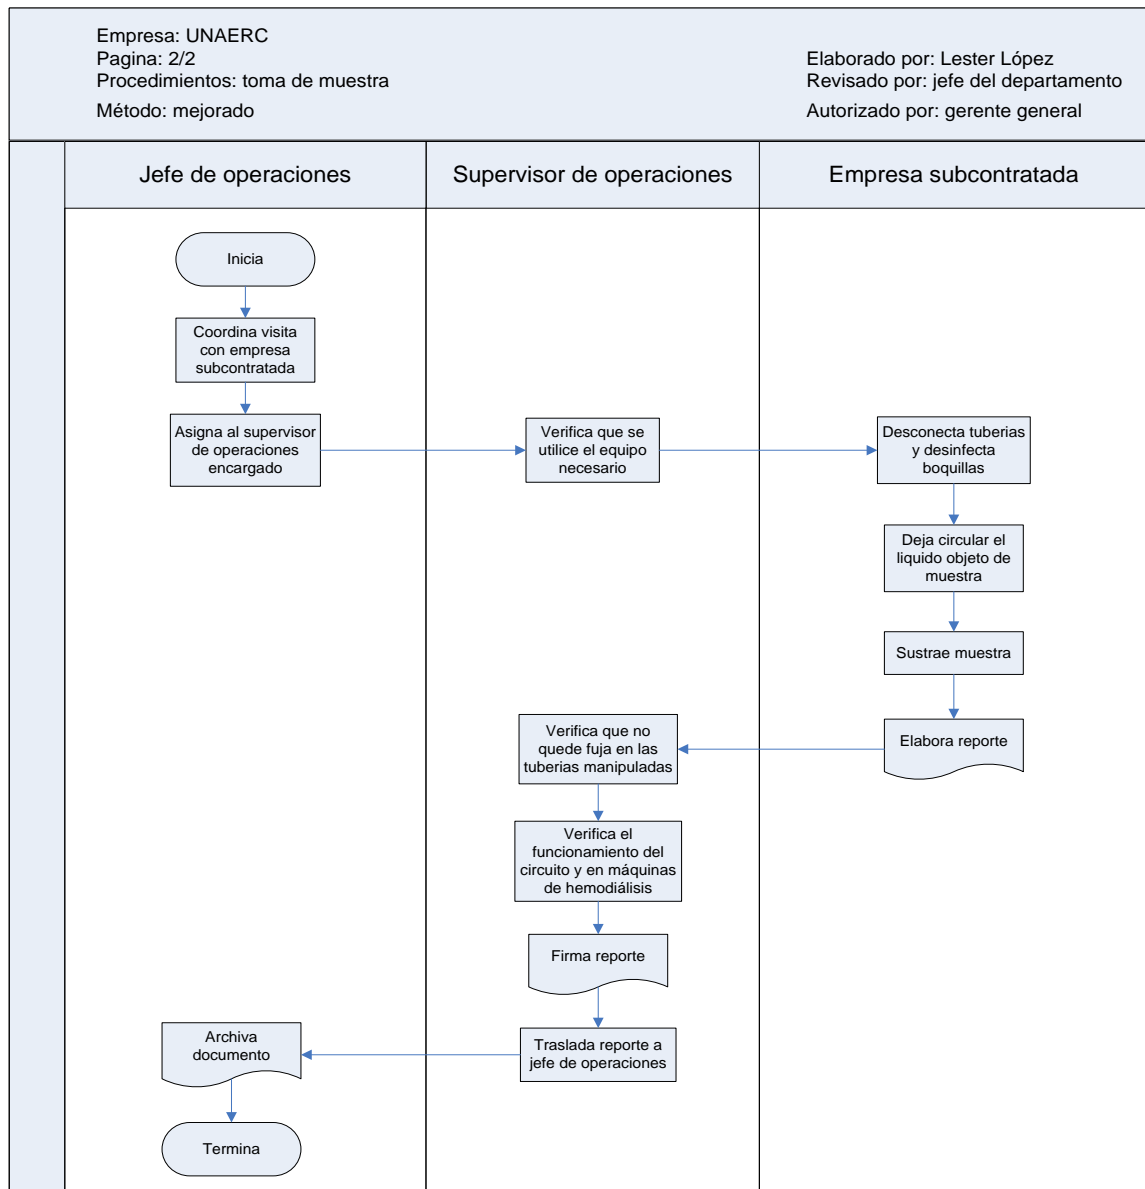 Empresa: UNAERC
Pagina: 2/2
Procedimientos: toma de muestra
Método: mejorado
Elaborado por: Lester López
Revisado por: jefe del departamento
Autorizado por: gerente general
Jefe de operaciones
Supervisor de operaciones
Empresa subcontratada
Inicia
Coordina visita
con empresa
subcontratada
Asigna al supervisor
de operaciones
encargado
Verifica que se
utilice el equipo
necesario
Desconecta tuberias
y desinfecta
boquillas
Deja circular el
liquido objeto de
muestra
Sustrae muestra
Elabora reporte
Verifica que no
quede fuja en las
tuberias manipuladas
Verifica el
funcionamiento del
circuito y en máquinas
de hemodiálisis
Firma reporte
Traslada reporte a
jefe de operaciones
Archiva
documento
Termina